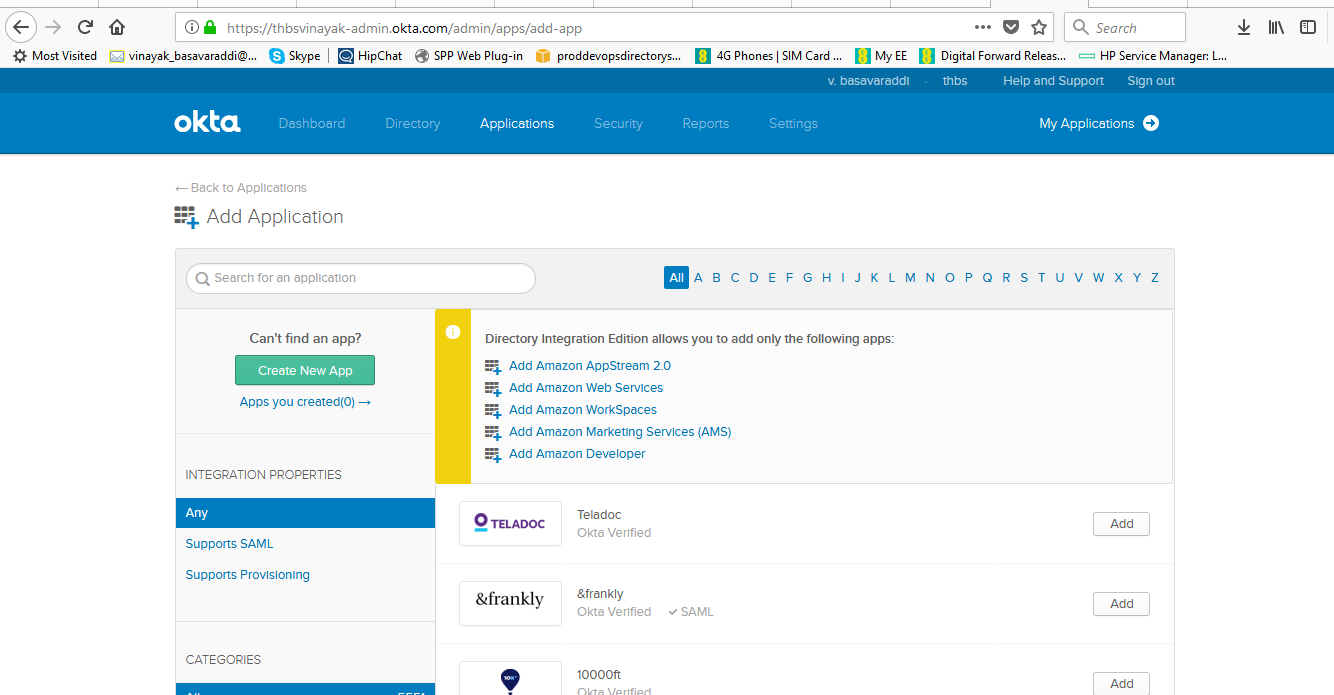 https://thbsvinayak-admin.okta.com/admin/apps/add-app
Search
Most Visited vinayak_basavaraddi@... Skype HipChat SPP Web Plug-in proddevopsdirectorys... 4G Phones | SIM Card ... My EE Digital Forward Releas... HP Service Manager: L...
v. basavaraddi . thbs Help and Support Sign out
okta Dashboard Directory Applications Security Reports Settings My Applications
← Back to Applications
Add Application
Search for an application
All A B C D E F G H I J K L M N O P Q R S T U V W X Y Z
Can't find an app?
Create New App
Apps you created(0) →
INTEGRATION PROPERTIES
Any
Supports SAML
Supports Provisioning
CATEGORIES
Directory Integration Edition allows you to add only the following apps:
Add Amazon AppStream 2.0
Add Amazon Web Services
Add Amazon WorkSpaces
Add Amazon Marketing Services (AMS)
Add Amazon Developer
TELADOC
Teladoc
Okta Verified
Add
&frankly
&frankly
Okta Verified ✓ SAML
Add
10K
10000ft
Okta Verified
Add